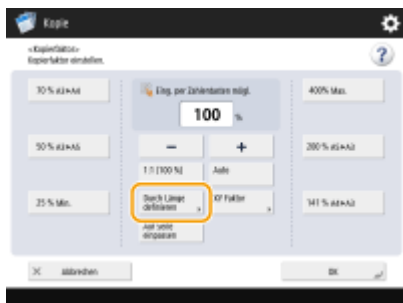 Kopie
<Kopierfaktor>
Kopierfaktor einstellen.
?
70 % A3➔A4
Eing. per Zahlentasten mögl.
400% Max.
100 %
50 % A3➔A5
−
+
200 % A5➔A3
1:1 (100 %)
Auto
25 % Min.
Durch Länge
definieren
XY Faktor
141 % A4➔A3
Auf Seite
einpassen
Abbrechen
OK